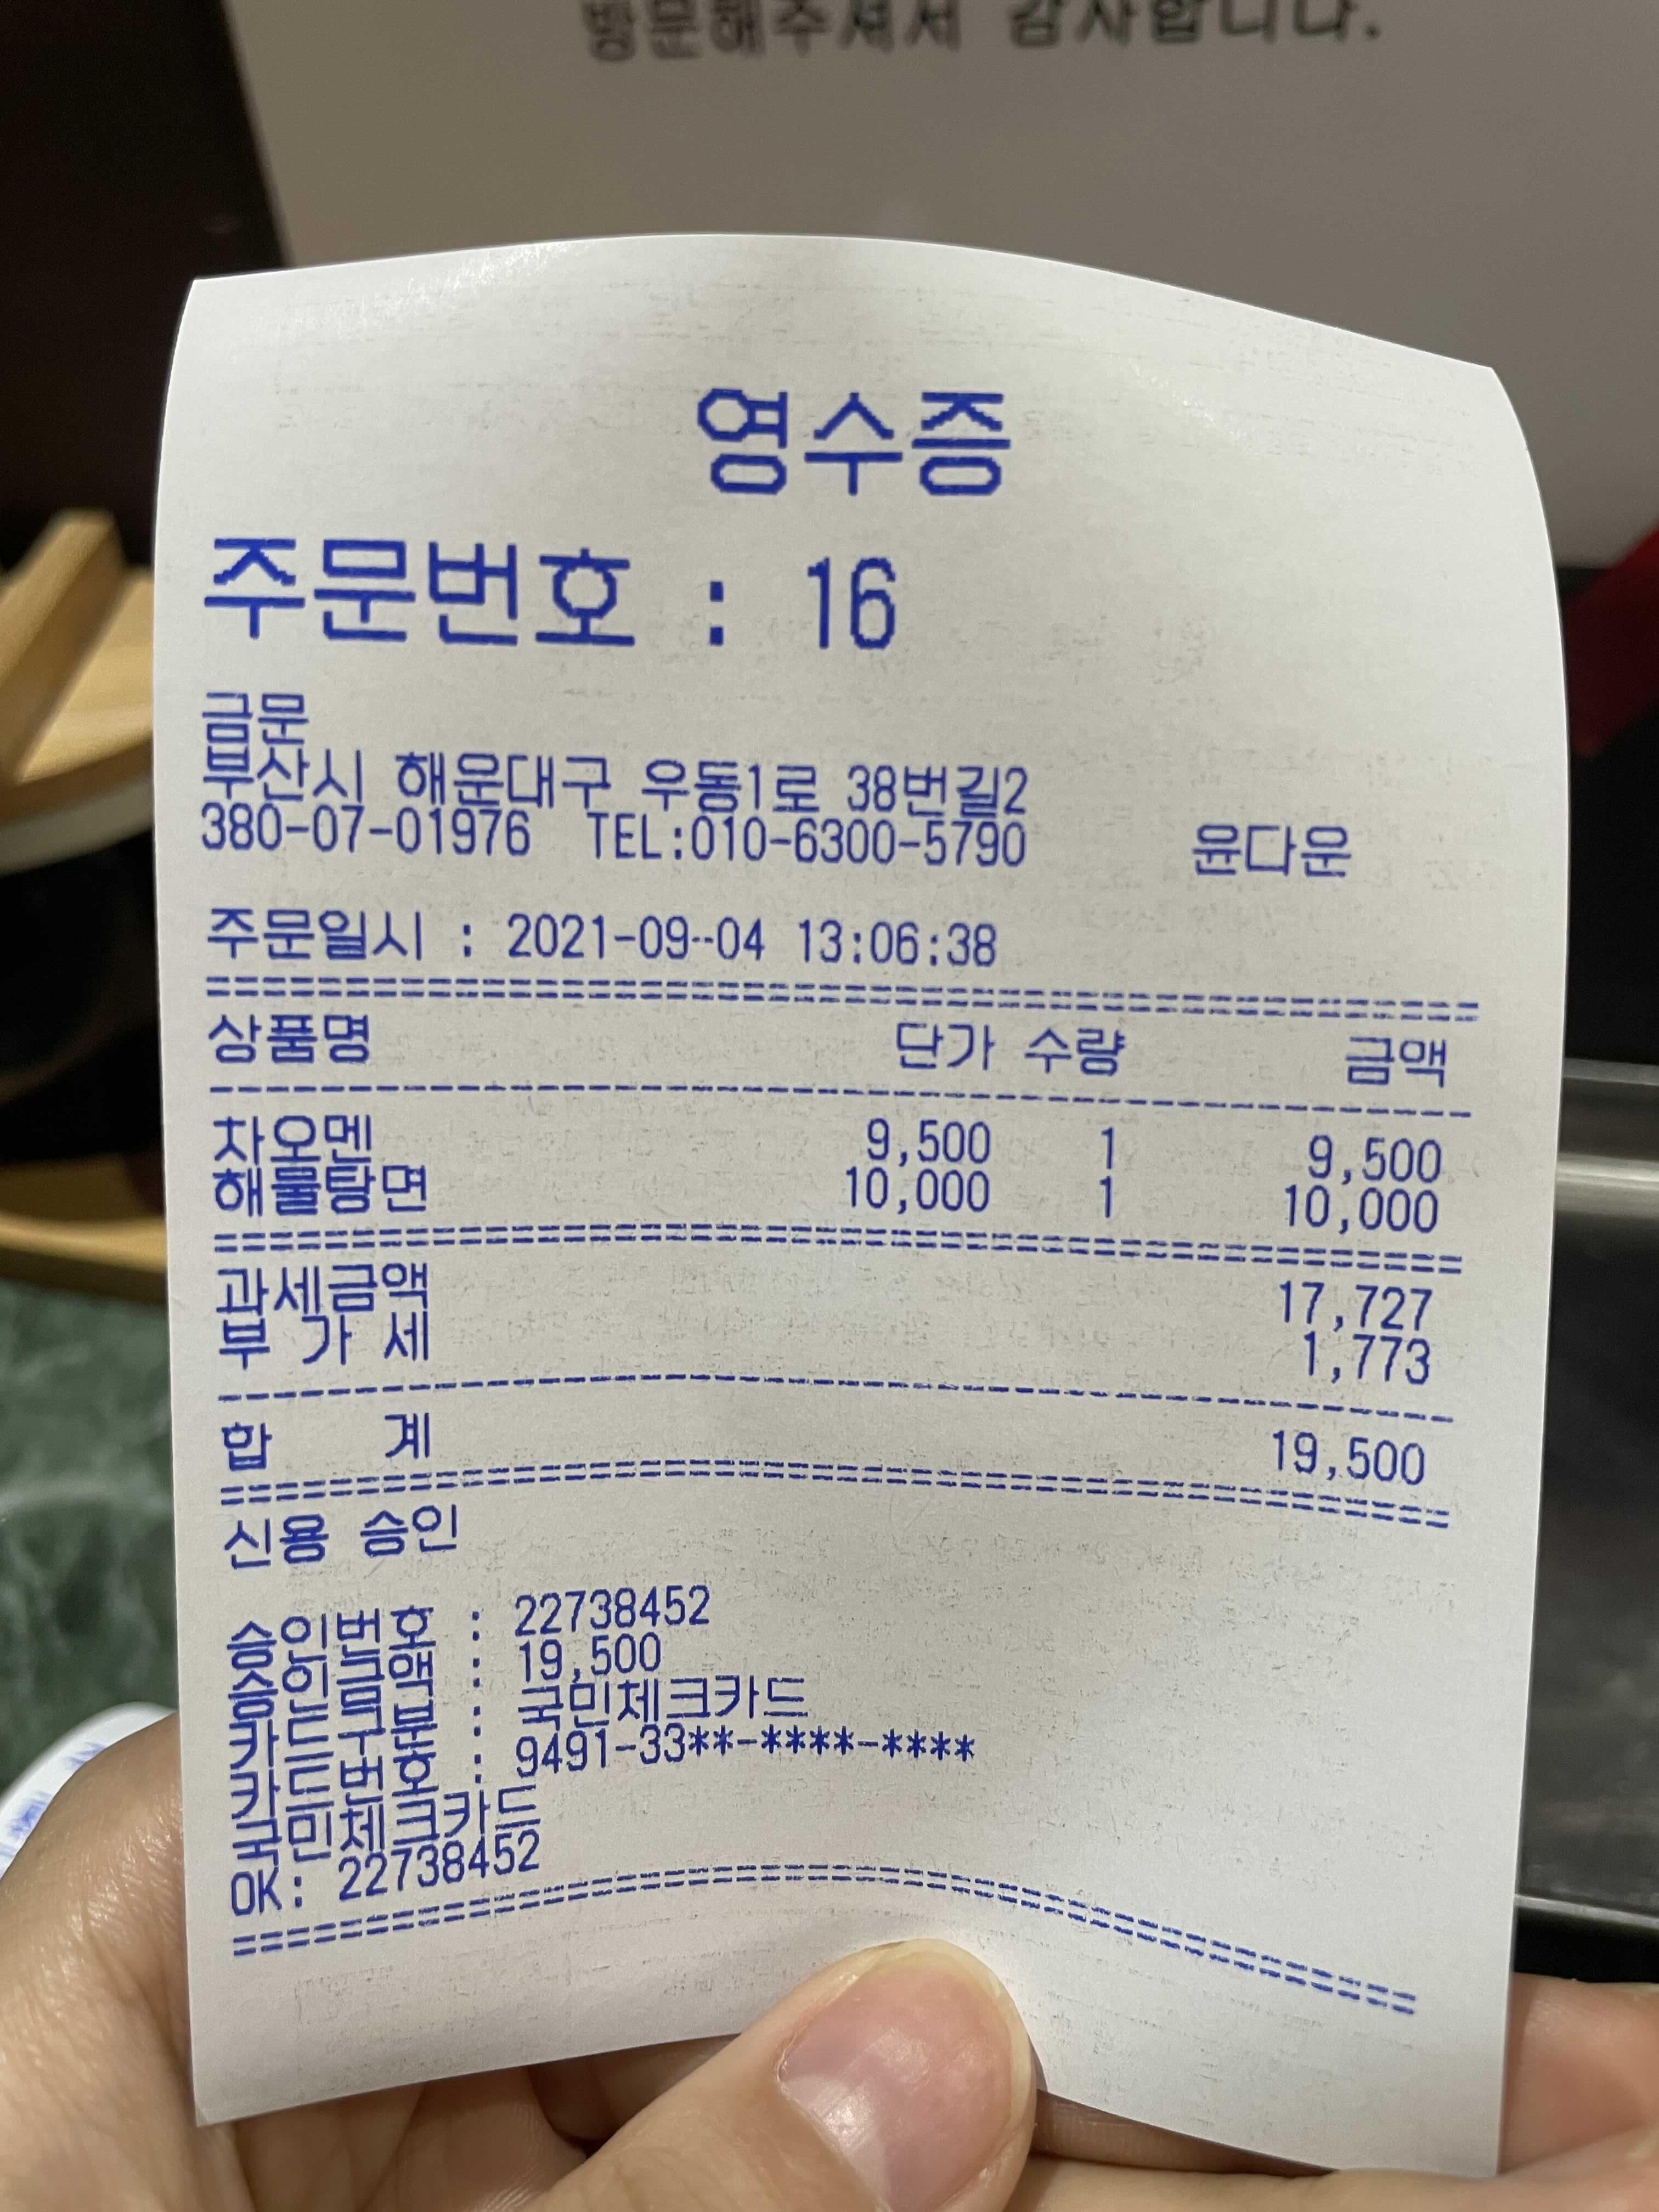 방문해주셔서 감사합니다.
영수증
주문번호 : 16
금문
부산시 해운대구 우동1로 38번길2
380-07-01976 TEL:010-6300-5790 윤다운
주문일시 : 2021-09-04 13:06:38
상품명 단가 수량 금액
차오멘 9,500 1 9,500
해물탕면 10,000 1 10,000
과세금액 17,727
부 가 세 1,773
합 계 19,500
신용 승인
승인번호 : 22738452
승인금액 : 19,500
카드구분 : 국민체크카드
카드번호 : 9491-33**-****-****
국민체크카드
OK: 22738452